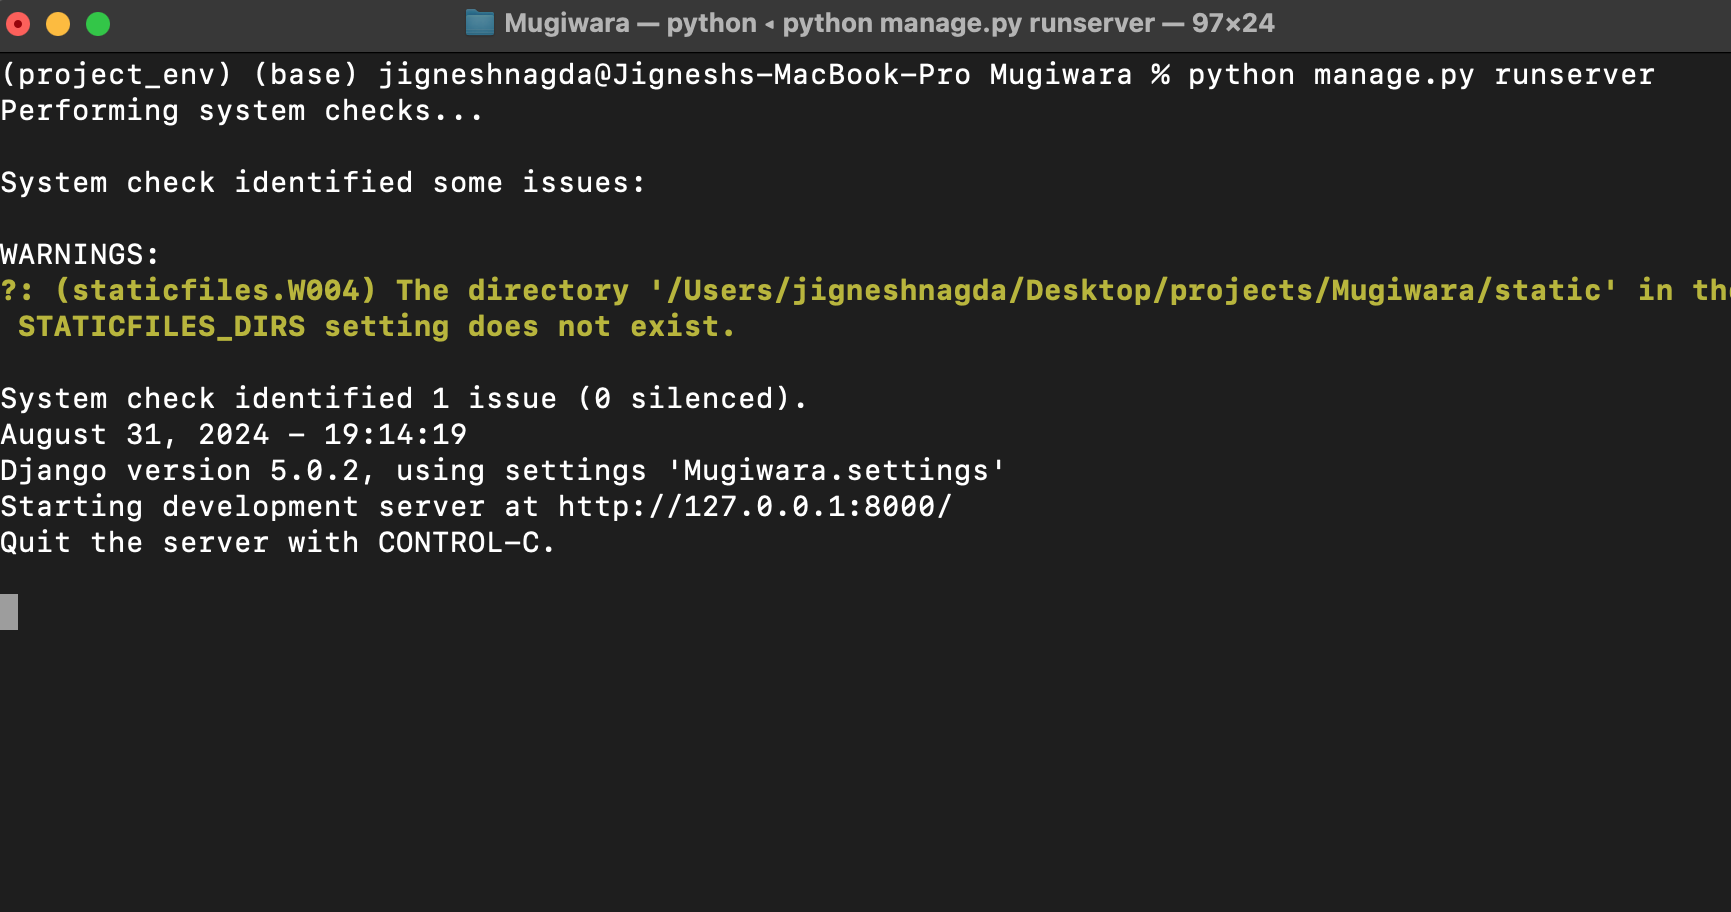 Mugiwara — python ◂ python manage.py runserver — 97×24
(project_env) (base) jigneshnagda@Jigneshs-MacBook-Pro Mugiwara % python manage.py runserver
Performing system checks...
System check identified some issues:
WARNINGS:
?: (staticfiles.W004) The directory '/Users/jigneshnagda/Desktop/projects/Mugiwara/static' in the
STATICFILES_DIRS setting does not exist.
System check identified 1 issue (0 silenced).
August 31, 2024 - 19:14:19
Django version 5.0.2, using settings 'Mugiwara.settings'
Starting development server at http://127.0.0.1:8000/
Quit the server with CONTROL-C.